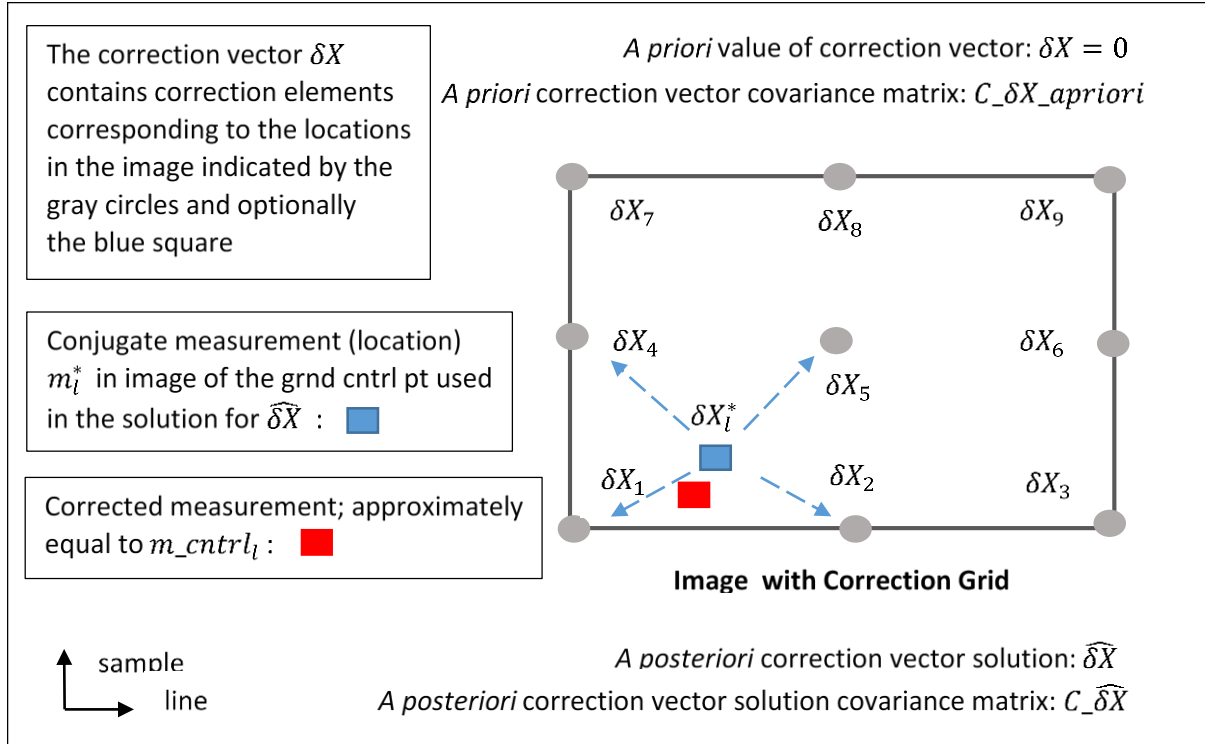 The correction vector δX
contains correction elements
corresponding to the locations
in the image indicated by the
gray circles and optionally
the blue square
A priori value of correction vector: δX = 0
A priori correction vector covariance matrix: C_δX_apriori
δX₇
δX₈
δX₉
Conjugate measurement (location)
mₗ* in image of the grnd cntrl pt used
in the solution for δX̂ :
δX₄
δX₅
δX₆
δXₗ*
Corrected measurement; approximately
equal to m_cntrlₗ :
δX₁
δX₂
δX₃
Image with Correction Grid
sample
line
A posteriori correction vector solution: δX̂
A posteriori correction vector solution covariance matrix: C_δX̂